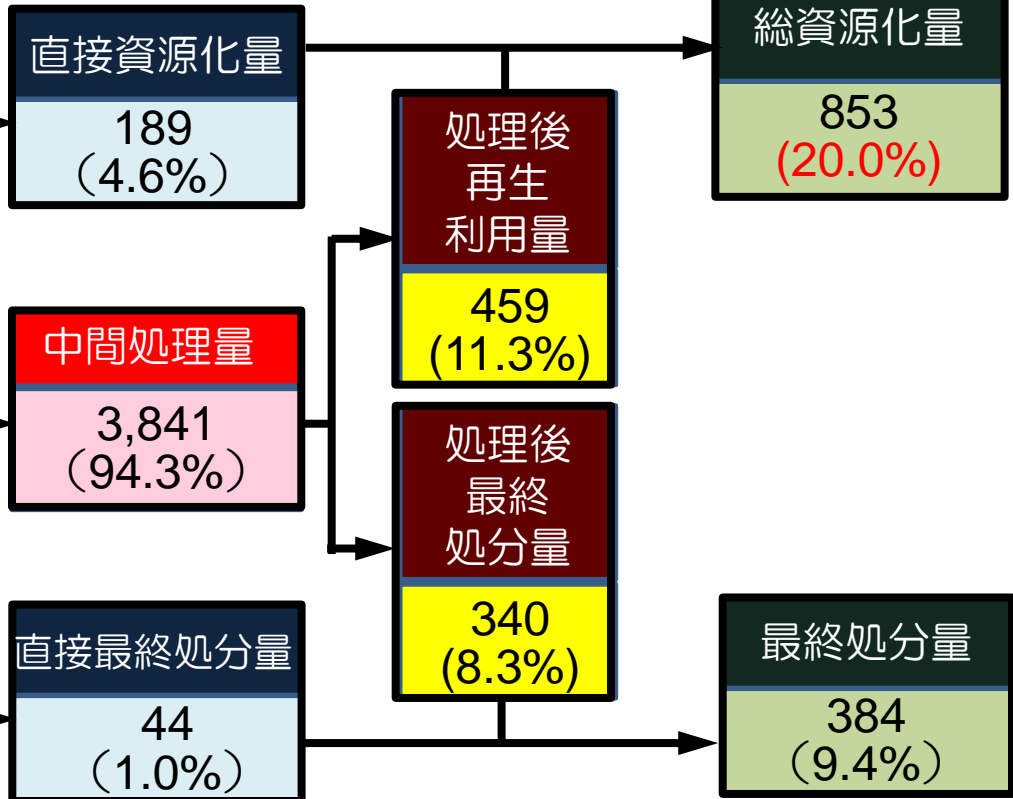 直接資源化量
189
（4.6%）
総資源化量
853
(20.0%)
処理後
再生
利用量
459
(11.3%)
中間処理量
3,841
（94.3%）
処理後
最終
処分量
340
(8.3%)
直接最終処分量
44
（1.0%）
最終処分量
384
（9.4%）